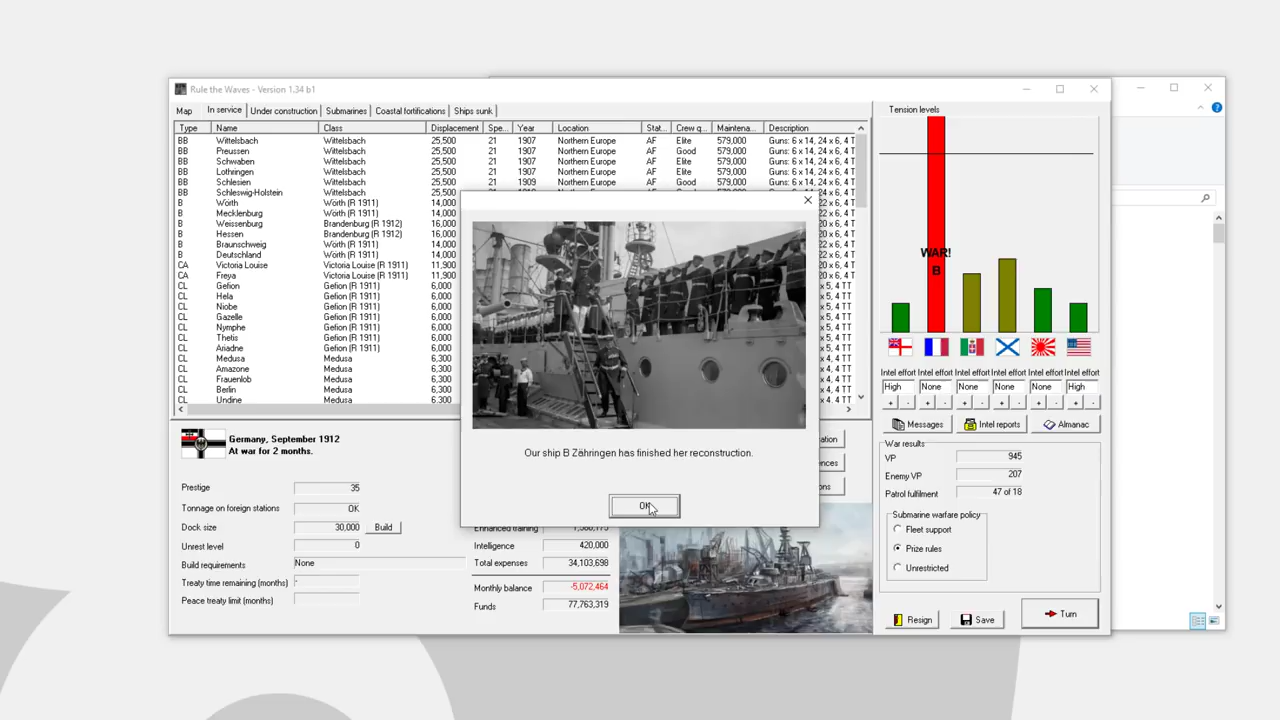 Rule the Waves - Version 1.34 b1
Map In service Under construction Submarines Coastal fortifications Ships sunk
Type Name Class Displacement Spe... Year Location Stat... Crew q... Maintena... Description
BB Wittelsbach Wittelsbach 25,500 21 1907 Northern Europe AF Elite 579,000 Guns: 6 x 14, 24 x 6, 4 T
BB Preussen Wittelsbach 25,500 21 1907 Northern Europe AF Good 579,000 Guns: 6 x 14, 24 x 6, 4 T
BB Schwaben Wittelsbach 25,500 21 1907 Northern Europe AF Elite 579,000 Guns: 6 x 14, 24 x 6, 4 T
BB Lothringen Wittelsbach 25,500 21 1907 Northern Europe AF Elite 579,000 Guns: 6 x 14, 24 x 6, 4 T
BB Schlesien Wittelsbach 25,500 21 1909 Northern Europe AF Good 579,000 Guns: 6 x 14, 24 x 6, 4 T
BB Schleswig-Holstein Wittelsbach 25,500
B Wörth Wörth (R 1911) 14,000
B Mecklenburg Wörth (R 1911) 14,000
B Weissenburg Brandenburg (R 1912) 16,000
B Hessen Brandenburg (R 1912) 16,000
B Braunschweig Wörth (R 1911) 14,000
B Deutschland Wörth (R 1911) 14,000
CA Victoria Louise Victoria Louise (R 1911) 11,900
CA Freya Victoria Louise (R 1911) 11,900
CL Gefion Gefion (R 1911) 6,000
CL Hela Gefion (R 1911) 6,000
CL Niobe Gefion (R 1911) 6,000
CL Gazelle Gefion (R 1911) 6,000
CL Nymphe Gefion (R 1911) 6,000
CL Thetis Gefion (R 1911) 6,000
CL Ariadne Gefion (R 1911) 6,000
CL Medusa Medusa 6,300
CL Amazone Medusa 6,300
CL Frauenlob Medusa 6,300
CL Berlin Medusa 6,300
CL Undine Medusa 6,300
Our ship B Zähringen has finished her reconstruction.
OK
Germany, September 1912
At war for 2 months.
Prestige 35
Tonnage on foreign stations OK
Dock size 30,000 Build
Unrest level 0
Build requirements None
Treaty time remaining (months) -
Peace treaty limit (months)
Intelligence 420,000
Total expenses 34,103,698
Monthly balance -5,072,464
Funds 77,763,319
Tension levels
WAR!
B
Intel effort Intel effort Intel effort Intel effort Intel effort Intel effort
High None None None None High
+ - + - + - + - + - + -
Messages Intel reports Almanac
War results
VP 945
Enemy VP 207
Patrol fulfilment 47 of 18
Submarine warfare policy
Fleet support
Prize rules
Unrestricted
Resign Save Turn